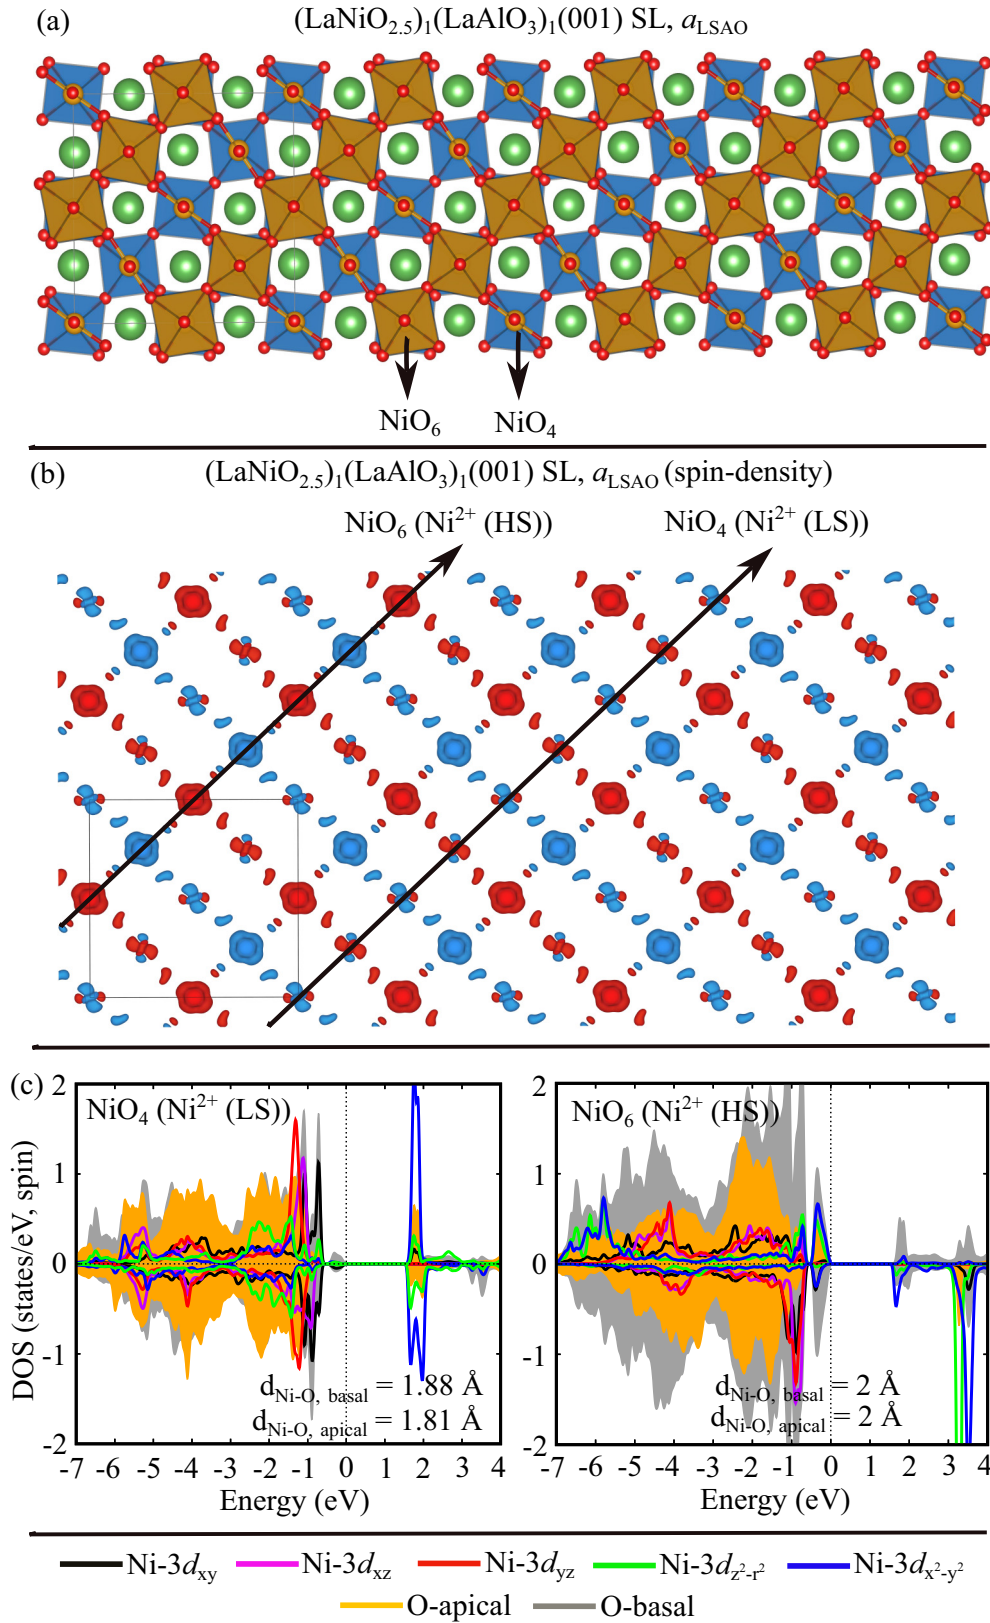 (a) (LaNiO2.5)1(LaAlO3)1(001) SL, aLSAO
NiO6 NiO4
(b) (LaNiO2.5)1(LaAlO3)1(001) SL, aLSAO (spin-density)
NiO6 (Ni2+ (HS)) NiO4 (Ni2+ (LS))
(c)
DOS (states/eV, spin)
2
1
0
-1
-2
NiO4 (Ni2+ (LS))
dNi-O, basal = 1.88 Å
dNi-O, apical = 1.81 Å
-7 -6 -5 -4 -3 -2 -1 0 1 2 3 4
Energy (eV)
2
1
0
-1
-2
NiO6 (Ni2+ (HS))
dNi-O, basal = 2 Å
dNi-O, apical = 2 Å
-7 -6 -5 -4 -3 -2 -1 0 1 2 3 4
Energy (eV)
Ni-3dxy Ni-3dxz Ni-3dyz Ni-3dz2-r2 Ni-3dx2-y2
O-apical O-basal